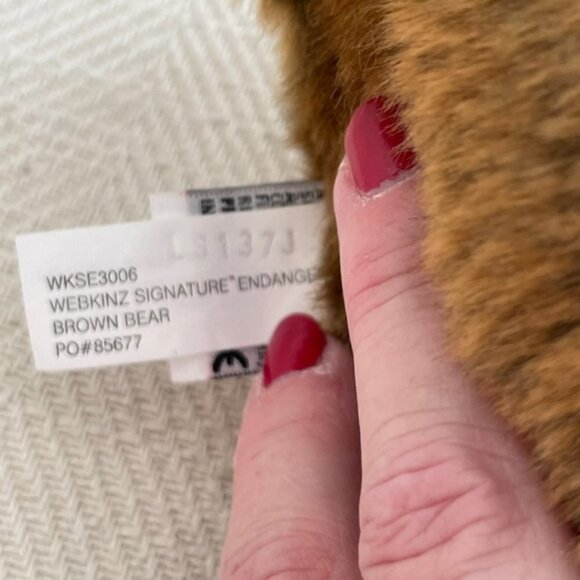 WKSE3006
WEBKINZ SIGNATURE™ ENDANGE
BROWN BEAR
PO#85677